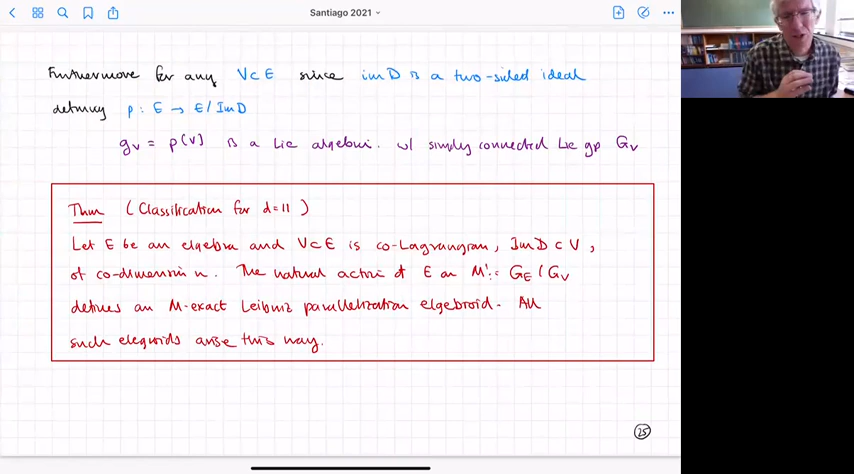 Santiago 2021
Furthermore for any V⊂E since im D is a two-sided ideal
defining p : E → E/Im D
g_V = p(V) is a Lie algebra. w/ simply connected Lie gp G_V
Thm (Classification for d=11)
Let E be an algebra and V⊂E is co-Lagrangian, Im D ⊂ V,
of co-dimension n. The natural action of E on M := G_E / G_V
defines an M-exact Leibniz parallelization algebroid. All
such elgroids arise this way.
25